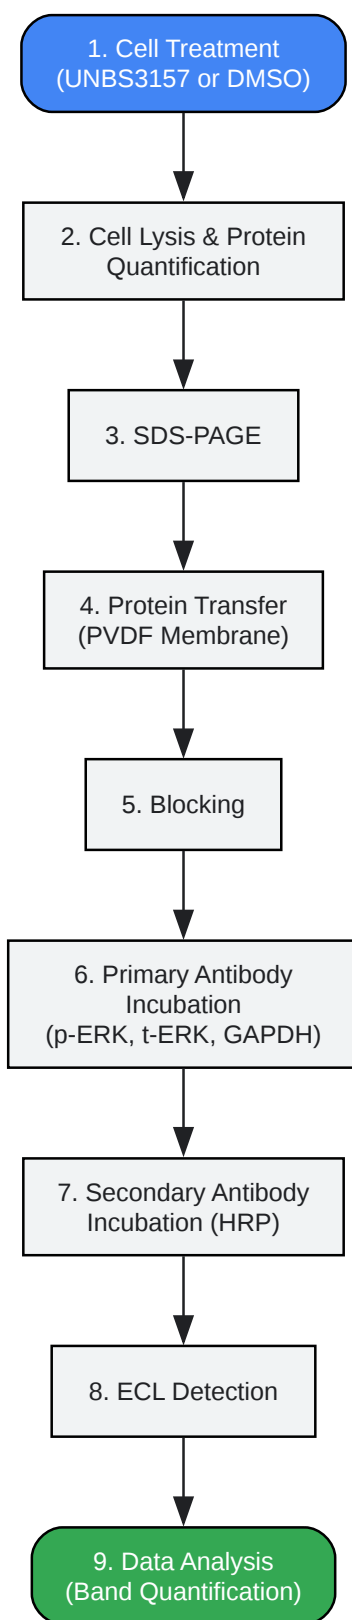 1. Cell Treatment
(UNBS3157 or DMSO)
2. Cell Lysis & Protein
Quantification
3. SDS-PAGE
4. Protein Transfer
(PVDF Membrane)
5. Blocking
6. Primary Antibody
Incubation
(p-ERK, t-ERK, GAPDH)
7. Secondary Antibody
Incubation (HRP)
8. ECL Detection
9. Data Analysis
(Band Quantification)